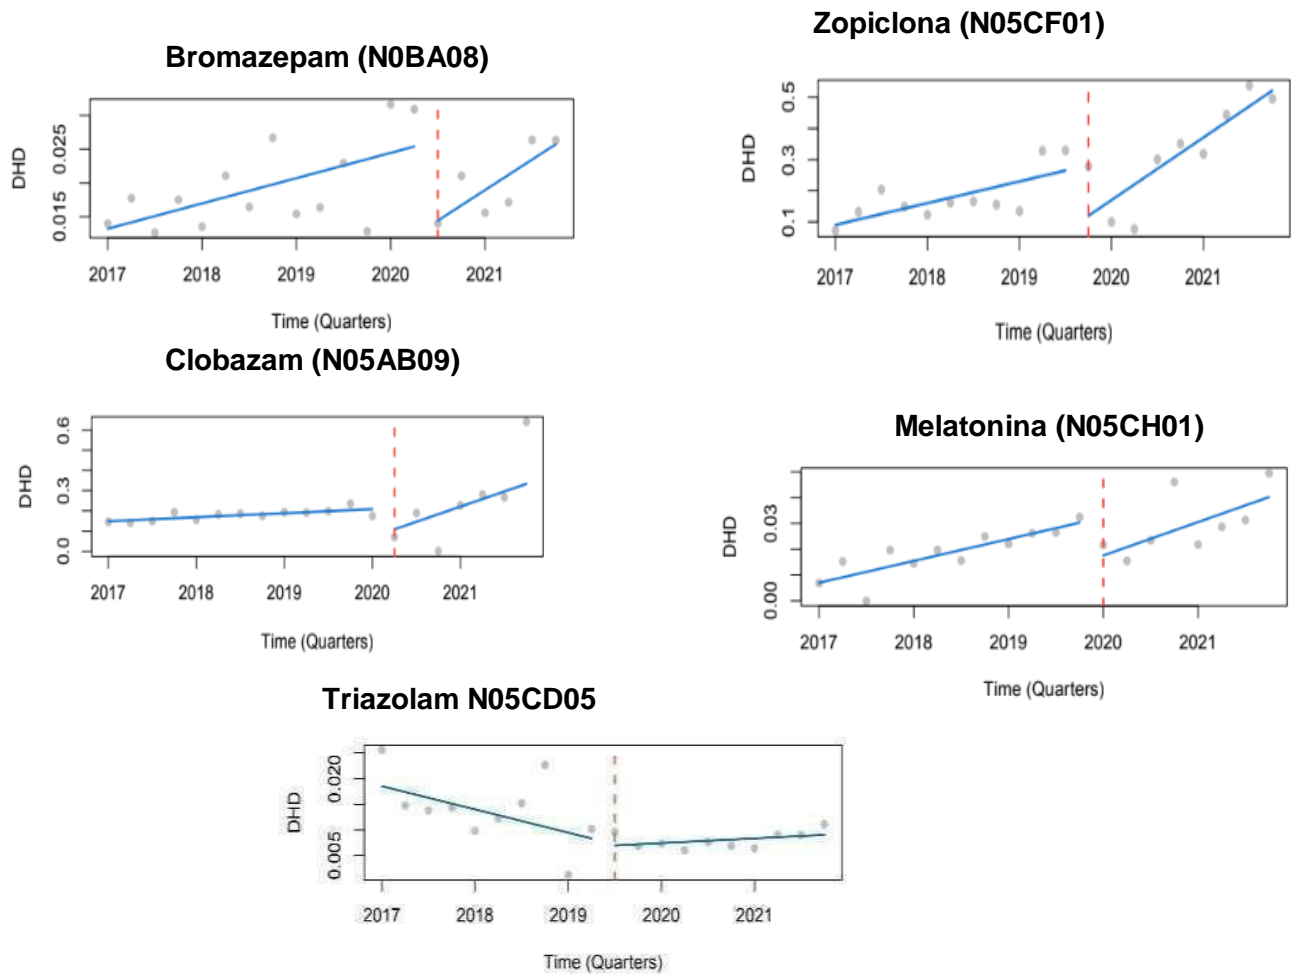 Bromazepam (N0BA08)
DHD
0.015 0.025
2017 2018 2019 2020 2021
Time (Quarters)
Zopiclona (N05CF01)
DHD
0.1 0.3 0.5
2017 2018 2019 2020 2021
Time (Quarters)
Clobazam (N05AB09)
DHD
0.0 0.3 0.6
2017 2018 2019 2020 2021
Time (Quarters)
Melatonina (N05CH01)
DHD
0.00 0.03
2017 2018 2019 2020 2021
Time (Quarters)
Triazolam N05CD05
DHD
0.005 0.020
2017 2018 2019 2020 2021
Time (Quarters)